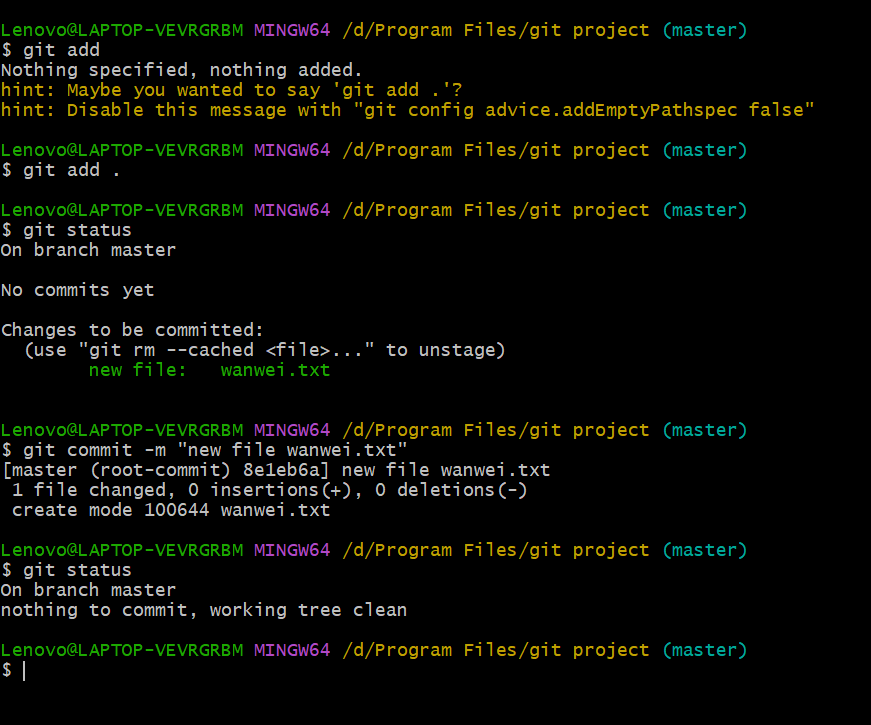 Lenovo@LAPTOP-VEVRGRBM MINGW64 /d/Program Files/git project (master)
$ git add
Nothing specified, nothing added.
hint: Maybe you wanted to say 'git add .'?
hint: Disable this message with "git config advice.addEmptyPathspec false"
Lenovo@LAPTOP-VEVRGRBM MINGW64 /d/Program Files/git project (master)
$ git add .
Lenovo@LAPTOP-VEVRGRBM MINGW64 /d/Program Files/git project (master)
$ git status
On branch master
No commits yet
Changes to be committed:
  (use "git rm --cached <file>..." to unstage)
        new file:   wanwei.txt
Lenovo@LAPTOP-VEVRGRBM MINGW64 /d/Program Files/git project (master)
$ git commit -m "new file wanwei.txt"
[master (root-commit) 8e1eb6a] new file wanwei.txt
 1 file changed, 0 insertions(+), 0 deletions(-)
 create mode 100644 wanwei.txt
Lenovo@LAPTOP-VEVRGRBM MINGW64 /d/Program Files/git project (master)
$ git status
On branch master
nothing to commit, working tree clean
Lenovo@LAPTOP-VEVRGRBM MINGW64 /d/Program Files/git project (master)
$